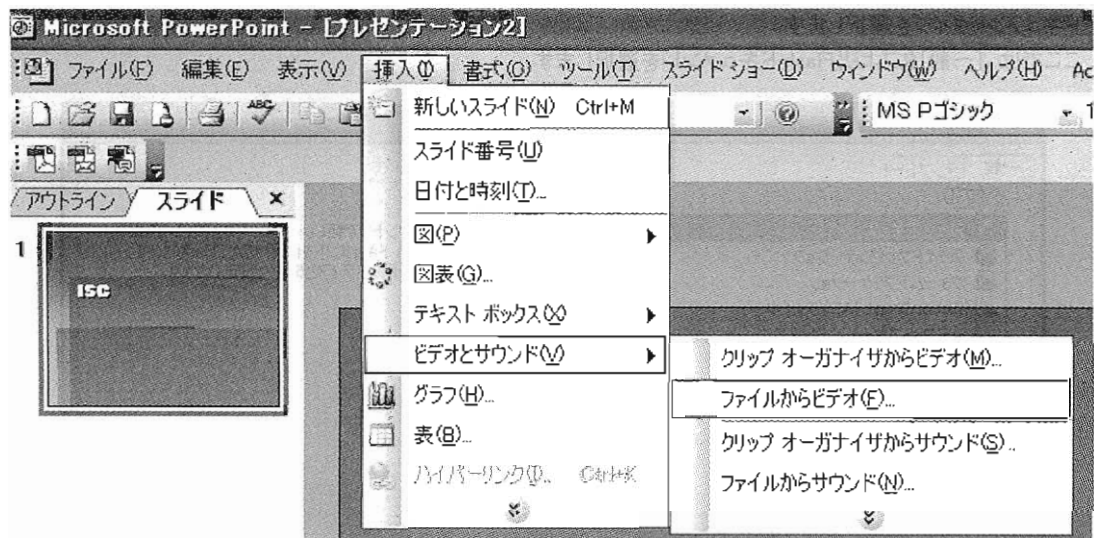 Microsoft PowerPoint - [プレゼンテーション2]
ファイル(F) 編集(E) 表示(V) 挿入(I) 書式(O) ツール(T) スライド ショー(D) ウィンドウ(W) ヘルプ(H) Ac
新しいスライド(N) Ctrl+M
MS Pゴシック
スライド番号(U)
アウトライン スライド ×
日付と時刻(T)...
図(P)
1
ISC
図表(G)...
テキスト ボックス(X)
ビデオとサウンド(V)
クリップ オーガナイザからビデオ(M)...
グラフ(H)...
ファイルからビデオ(F)...
表(B)...
クリップ オーガナイザからサウンド(S)...
ハイパーリンク(I)... Ctrl+K
ファイルからサウンド(N)...